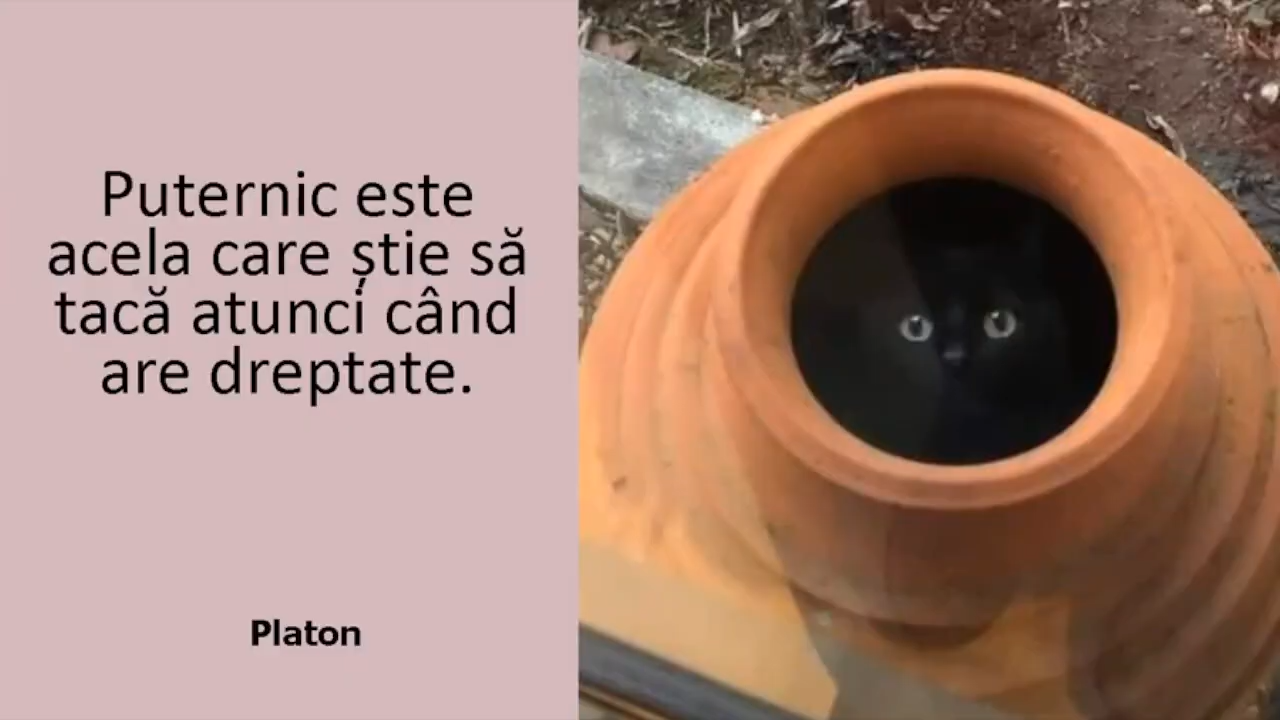 Puternic este
acela care știe să
tacă atunci când
are dreptate.
Platon